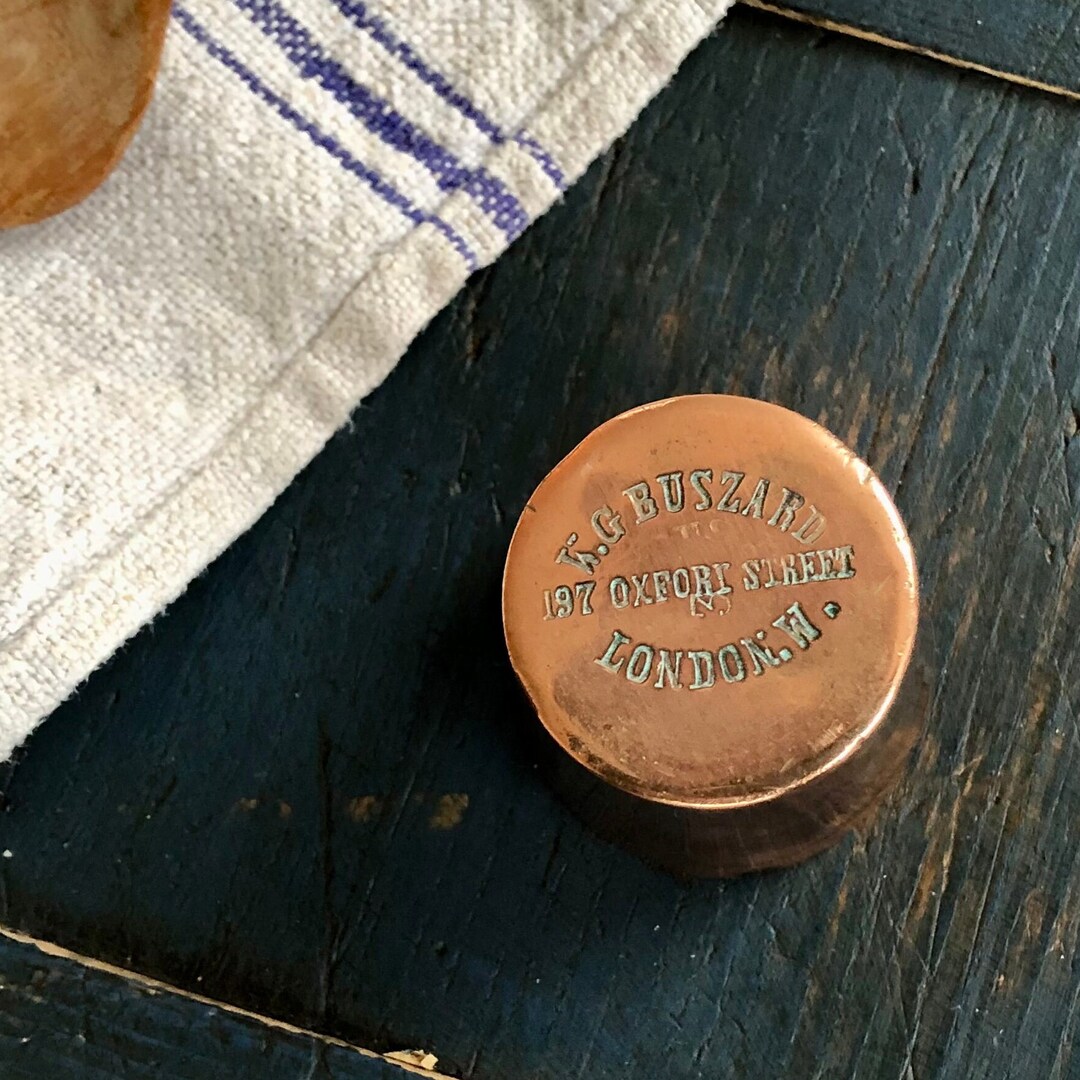 K.G BUSZARD
197 OXFORD STREET
LONDON.W.